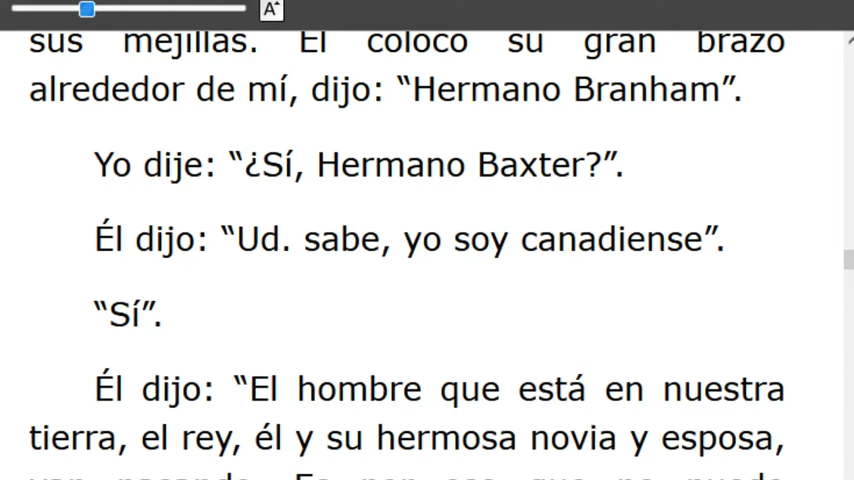 A
sus mejillas. Él colocó su gran brazo
alrededor de mí, dijo: “Hermano Branham”.
Yo dije: “¿Sí, Hermano Baxter?”.
Él dijo: “Ud. sabe, yo soy canadiense”.
“Sí”.
Él dijo: “El hombre que está en nuestra
tierra, el rey, él y su hermosa novia y esposa,